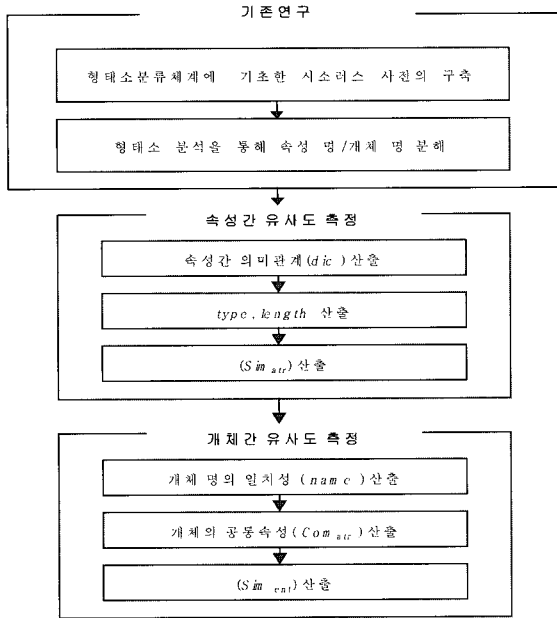 기존연구
형태소분류체계에 기초한 시소러스 사전의 구축
형태소 분석을 통해 속성 명/개체 명 분해
속성간 유사도 측정
속성간 의미관계(dic)산출
type, length 산출
(Sim atr)산출
개체간 유사도 측정
개체 명의 일치성 (name)산출
개체의 공통속성(Com atr)산출
(Sim ent)산출